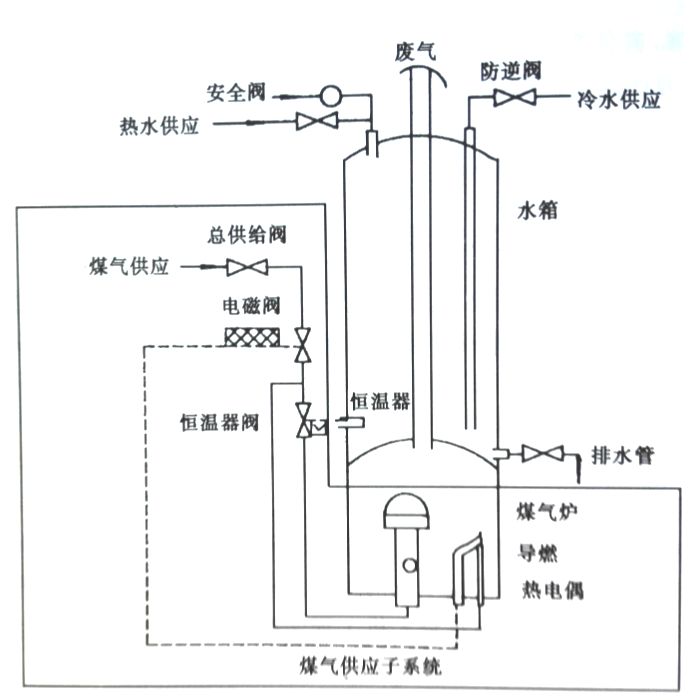 废气
防逆阀
安全阀
冷水供应
热水供应
水箱
总供给阀
煤气供应
电磁阀
恒温器
恒温器阀
排水管
煤气炉
导燃
热电偶
煤气供应子系统